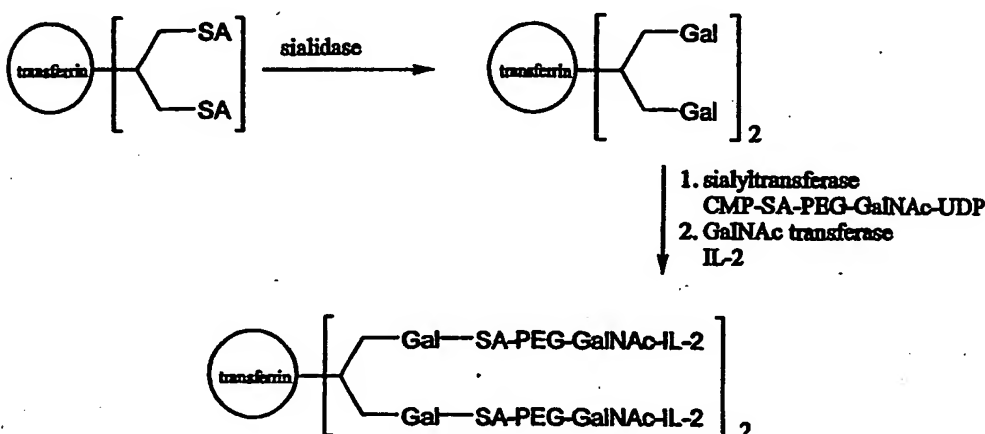 SA
transferrin
SA
sialidase
Gal
transferrin
Gal
2
1. sialyltransferase
CMP-SA-PEG-GalNAc-UDP
2. GalNAc transferase
IL-2
Gal—SA-PEG-GalNAc-IL-2
transferrin
Gal—SA-PEG-GalNAc-IL-2
2